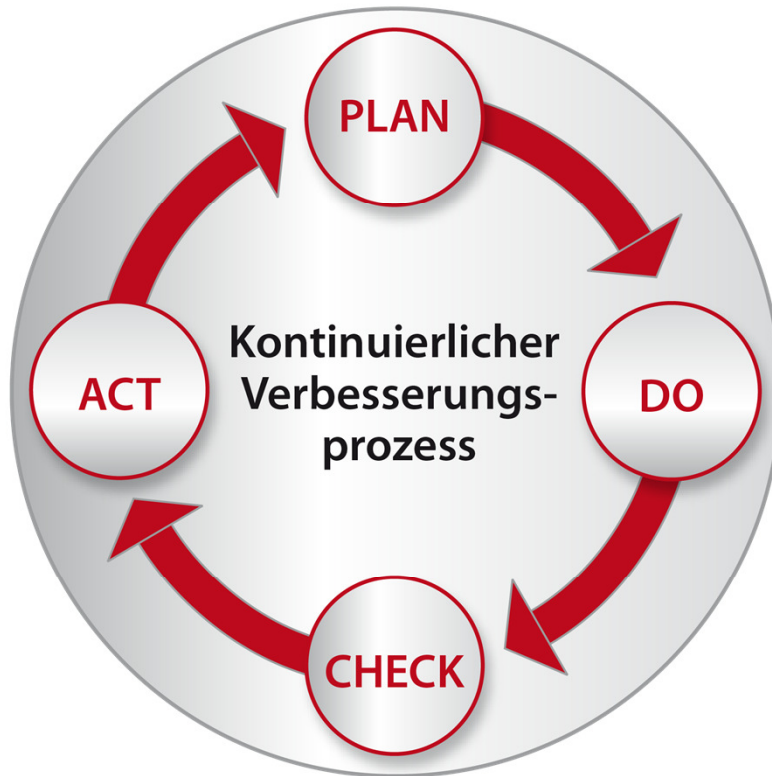 PLAN
DO
CHECK
ACT
Kontinuierlicher
Verbesserungs-
prozess